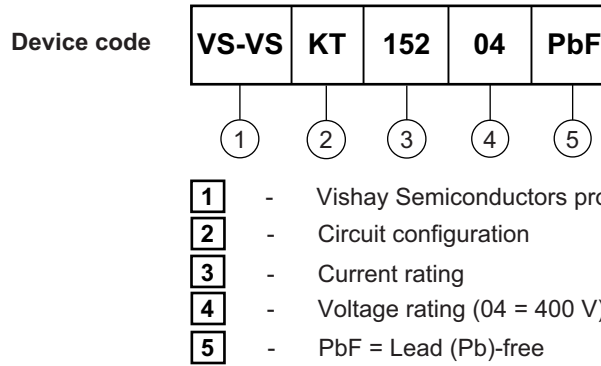 Device code VS-VS KT 152 04 PbF
1 2 3 4 5
1 - Vishay Semiconductors
2 - Circuit configuration
3 - Current rating
4 - Voltage rating (04 = 400 V)
5 - PbF = Lead (Pb)-free